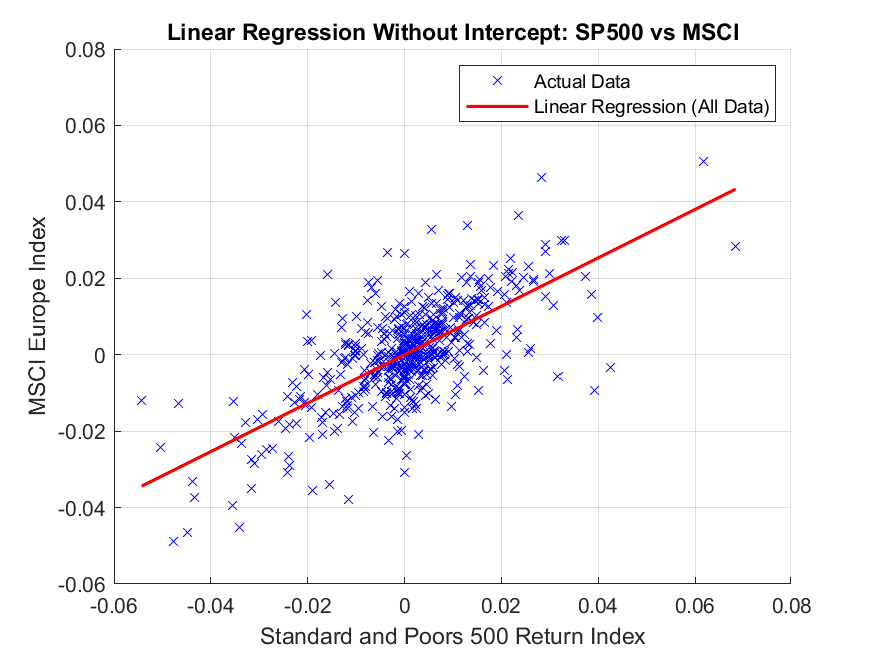 Linear Regression Without Intercept: SP500 vs MSCI
0.08
Actual Data
Linear Regression (All Data)
0.06
0.04
0.02
0
-0.02
-0.04
-0.06
MSCI Europe Index
-0.06 -0.04 -0.02 0 0.02 0.04 0.06 0.08
Standard and Poors 500 Return Index